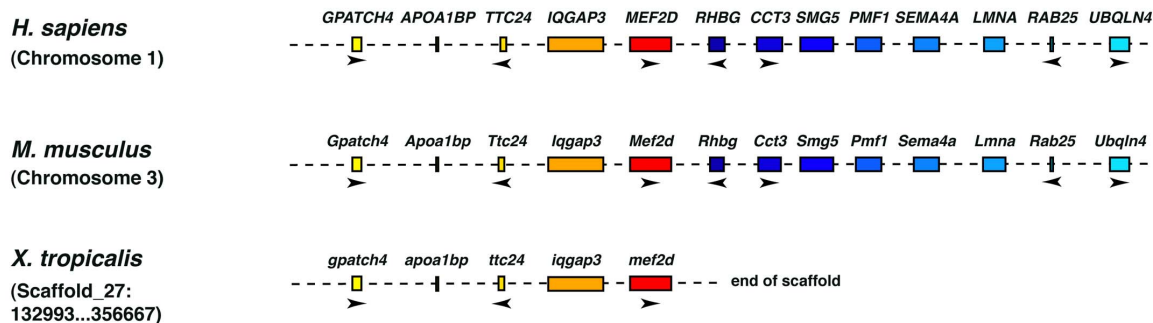 GPATCH4 APOA1BP TTC24 IQGAP3 MEF2D RHBG CCT3 SMG5 PMF1 SEMA4A LMNA RAB25 UBQLN4
H. sapiens
(Chromosome 1)
Gpatch4 Apoa1bp Ttc24 Iqgap3 Mef2d Rhbg Cct3 Smg5 Pmf1 Sema4a Lmna Rab25 Ubqln4
M. musculus
(Chromosome 3)
gpatch4 apoa1bp ttc24 iqgap3 mef2d
X. tropicalis
end of scaffold
(Scaffold_27:
132993...356667)